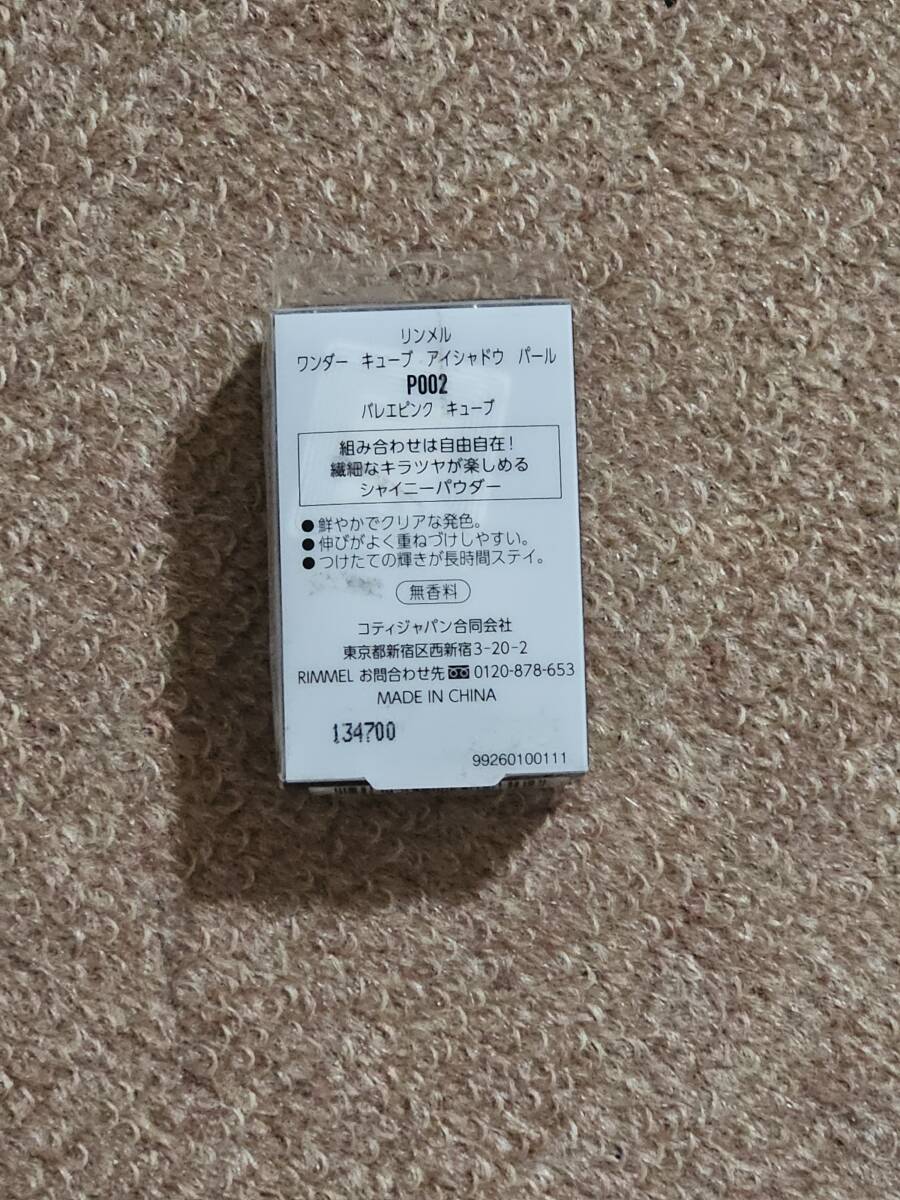 リンメル
ワンダー キューブ アイシャドウ パール
P002
バレエピンク キューブ
組み合わせは自由自在!
繊細なキラツヤが楽しめる
シャイニーパウダー
●鮮やかでクリアな発色。
●伸びがよく重ねづけしやすい。
●つけたての輝きが長時間ステイ。
無香料
コティジャパン合同会社
東京都新宿区西新宿3-20-2
RIMMEL お問合わせ先 0120-878-653
MADE IN CHINA
134700
99260100111